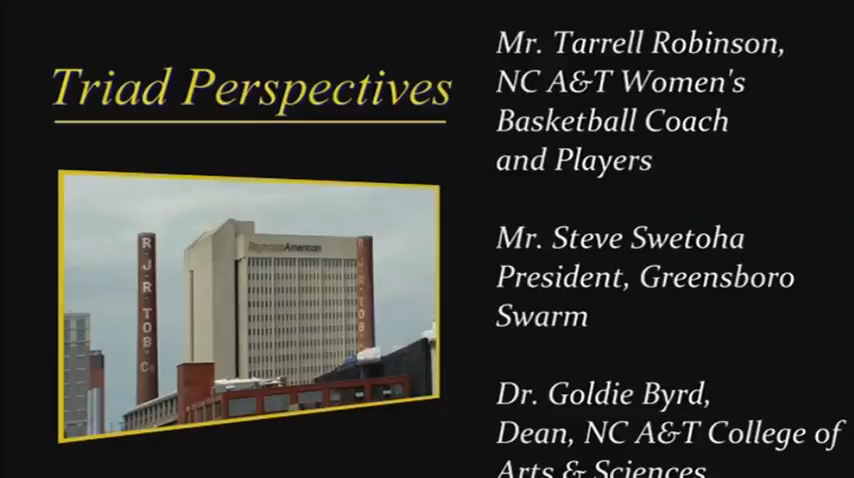 Triad Perspectives
R.J.R. TOB. Co
ReynoldsAmerican
R.J.R. TOB.
Mr. Tarrell Robinson,
NC A&T Women's
Basketball Coach
and Players
Mr. Steve Swetoha
President, Greensboro
Swarm
Dr. Goldie Byrd,
Dean, NC A&T College of
Arts & Sciences